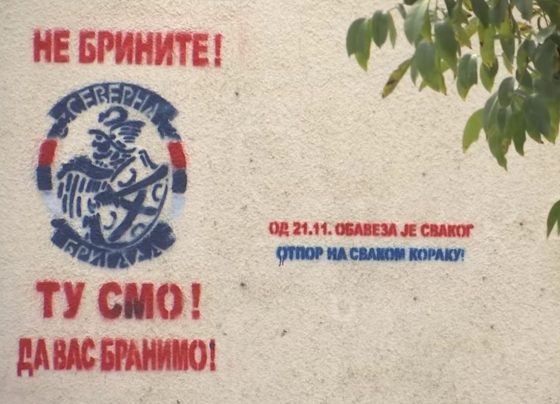 НЕ БРИНИТЕ!
СЕВЕРНА
БРИГАДА
ТУ СМО!
ДА ВАС БРАНИМО!
ОД 21.11. ОБАВЕЗА ЈЕ СВАКОГ
ОТПОР НА СВАКОМ КОРАКУ!